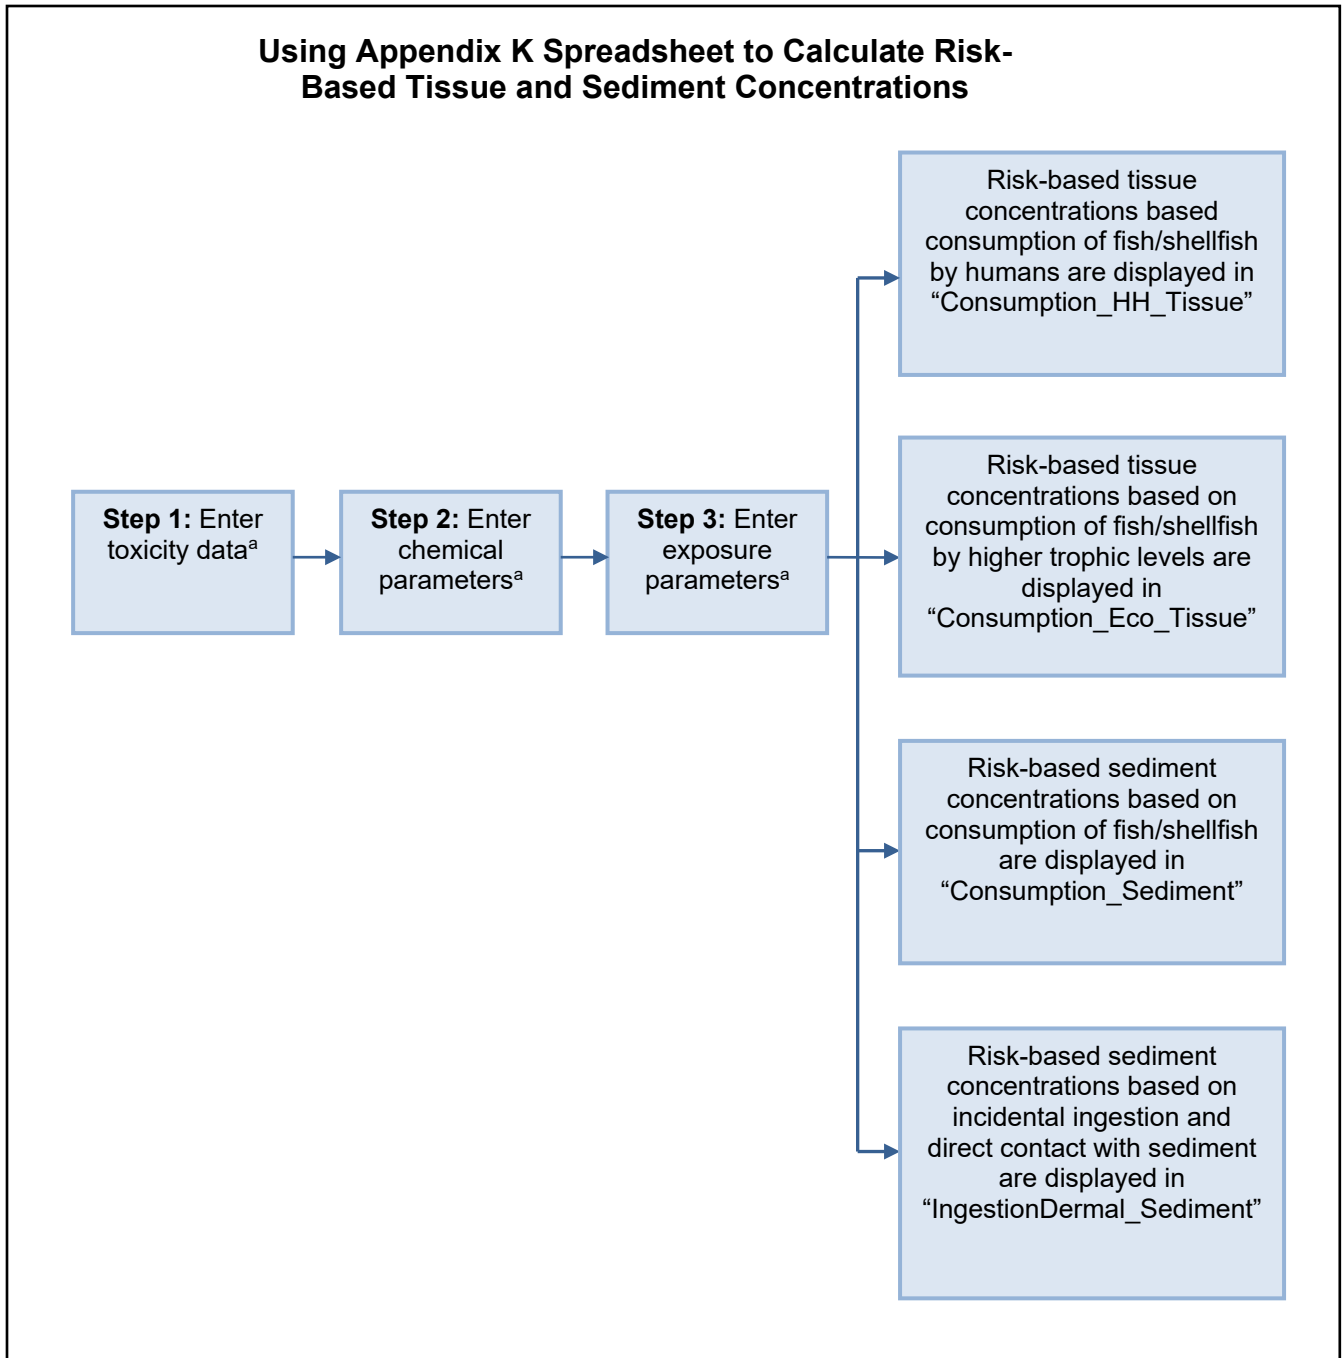 Using Appendix K Spreadsheet to Calculate Risk-
Based Tissue and Sediment Concentrations
Step 1: Enter
toxicity dataᵃ
Step 2: Enter
chemical
parametersᵃ
Step 3: Enter
exposure
parametersᵃ
Risk-based tissue
concentrations based
consumption of fish/shellfish
by humans are displayed in
“Consumption_HH_Tissue”
Risk-based tissue
concentrations based on
consumption of fish/shellfish
by higher trophic levels are
displayed in
“Consumption_Eco_Tissue”
Risk-based sediment
concentrations based on
consumption of fish/shellfish
are displayed in
“Consumption_Sediment”
Risk-based sediment
concentrations based on
incidental ingestion and
direct contact with sediment
are displayed in
“IngestionDermal_Sediment”